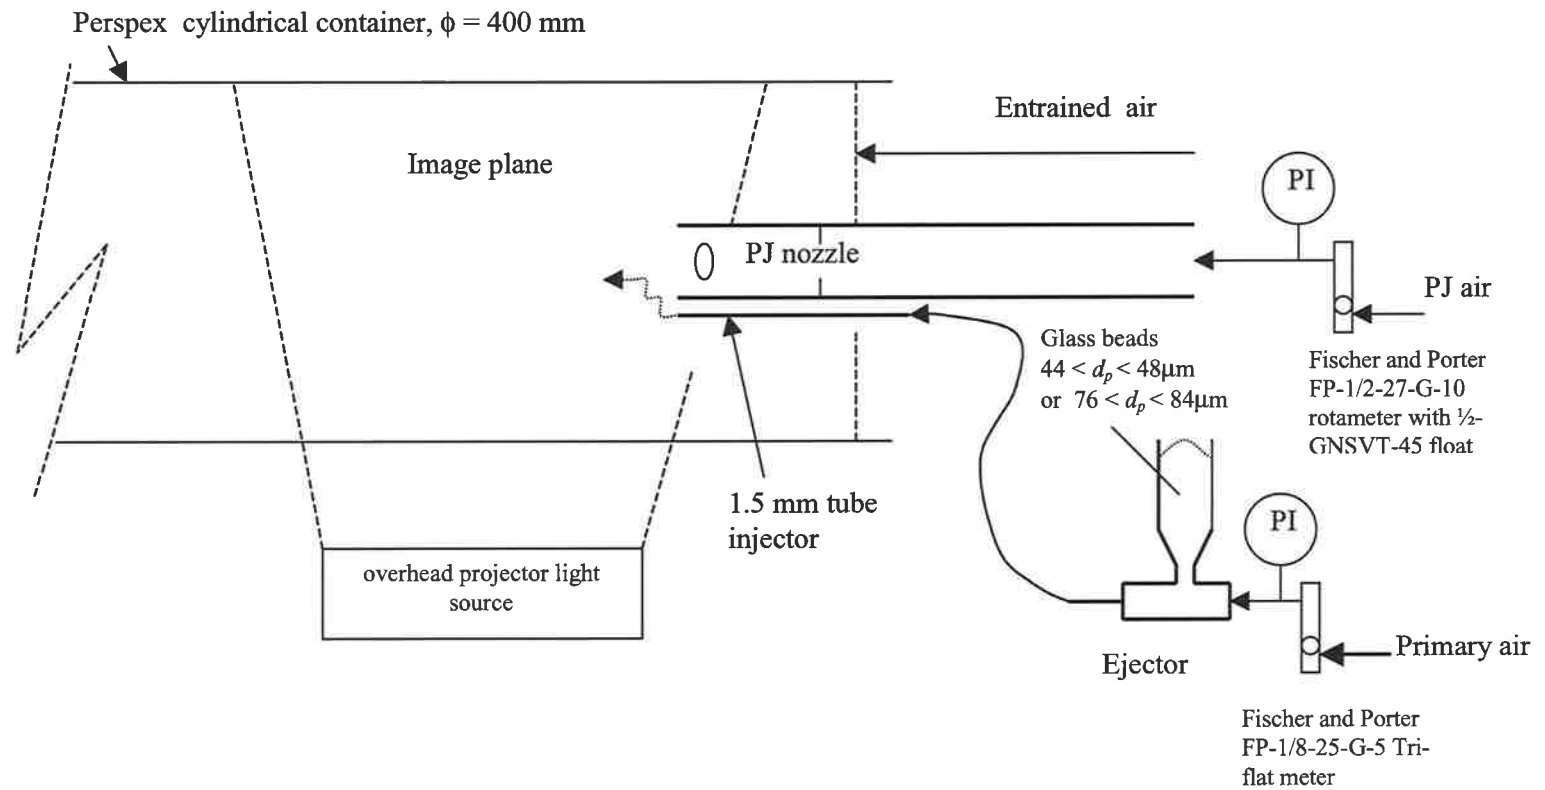 Perspex cylindrical container, ϕ = 400 mm
Entrained air
Image plane
PI
PJ nozzle
PJ air
Glass beads
44 < dp < 48μm
or 76 < dp < 84μm
Fischer and Porter
FP-1/2-27-G-10
rotameter with ½-
GNSVT-45 float
1.5 mm tube
injector
PI
overhead projector light
source
Primary air
Ejector
Fischer and Porter
FP-1/8-25-G-5 Tri-
flat meter